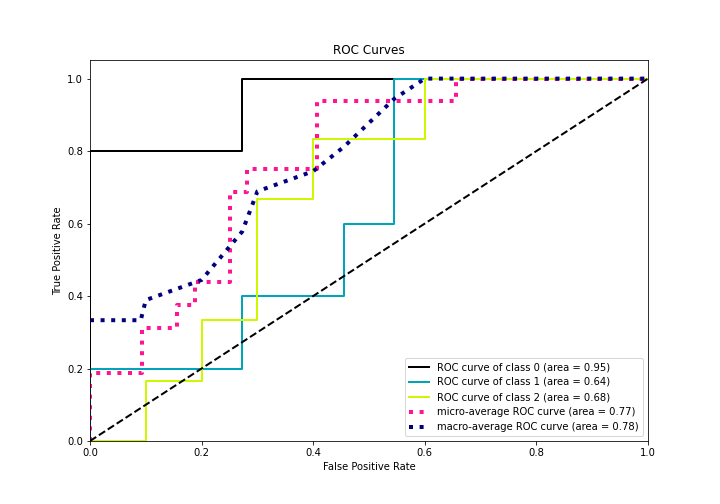 ROC Curves
True Positive Rate
1.0
0.8
0.6
0.4
0.2
0.0
0.0 0.2 0.4 0.6 0.8 1.0
False Positive Rate
ROC curve of class 0 (area = 0.95)
ROC curve of class 1 (area = 0.64)
ROC curve of class 2 (area = 0.68)
micro-average ROC curve (area = 0.77)
macro-average ROC curve (area = 0.78)